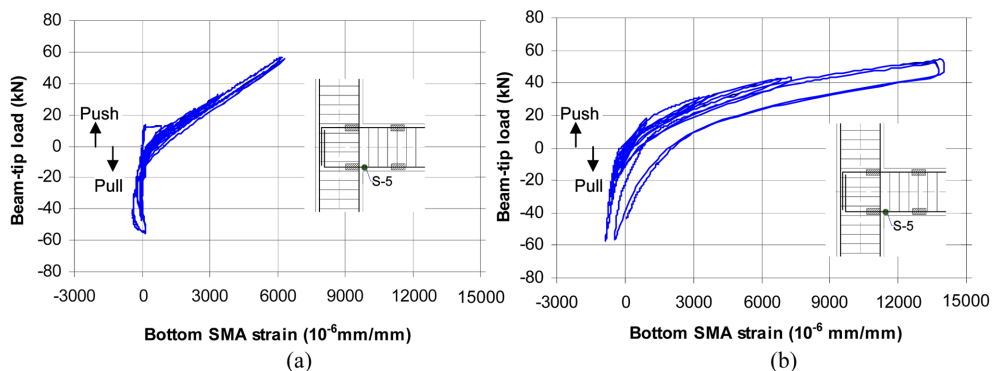 80
60
40
20
0
-20
-40
-60
-80
Beam-tip load (kN)
Push
Pull
S-5
-3000 0 3000 6000 9000 12000 15000
Bottom SMA strain (10-6mm/mm)
(a)
80
60
40
20
0
-20
-40
-60
-80
Beam-tip load (kN)
Push
Pull
S-5
-3000 0 3000 6000 9000 12000 15000
Bottom SMA strain (10-6 mm/mm)
(b)